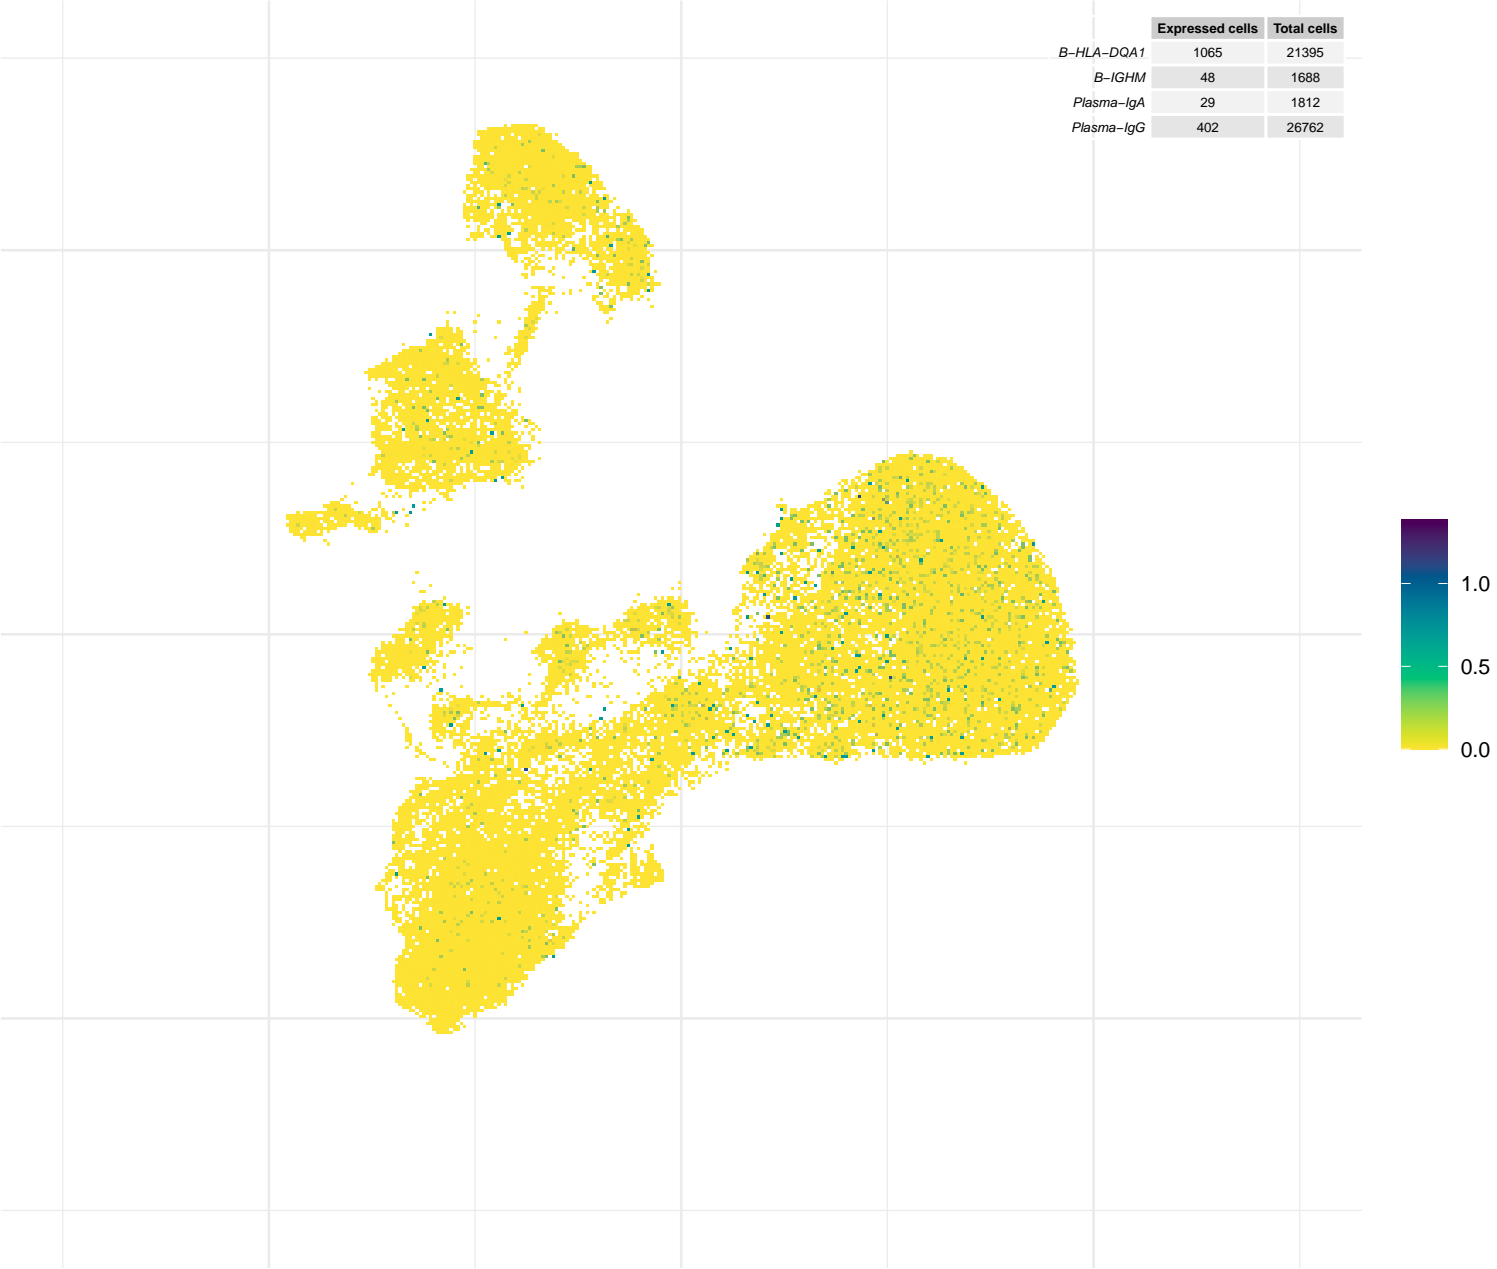 Expressed cells Total cells
B−HLA−DQA1 1065 21395
B−IGHM 48 1688
Plasma−IgA 29 1812
Plasma−IgG 402 26762
1.0
0.5
0.0